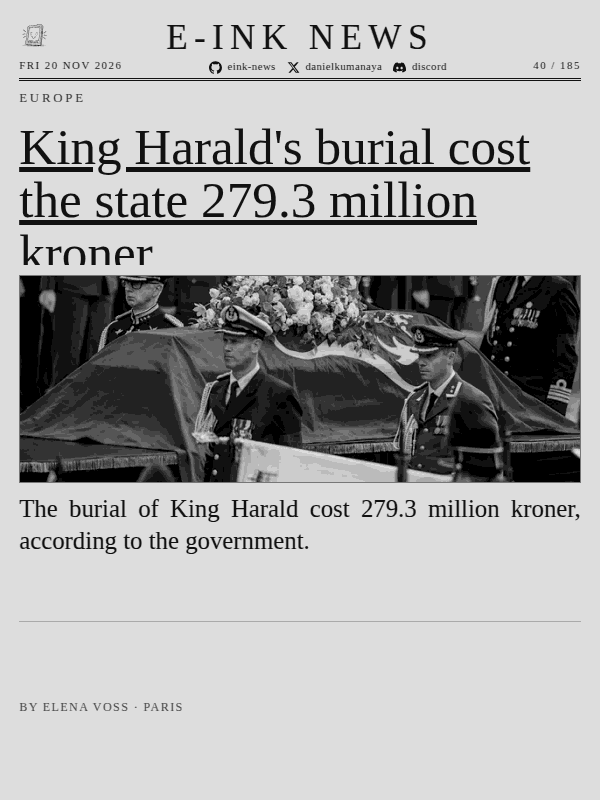 E-INK NEWS
FRI 20 NOV 2026
eink-news
danielkumanaya
discord
40 / 185
EUROPE
King Harald's burial cost
the state 279.3 million
kroner
The burial of King Harald cost 279.3 million kroner,
according to the government.
BY ELENA VOSS · PARIS